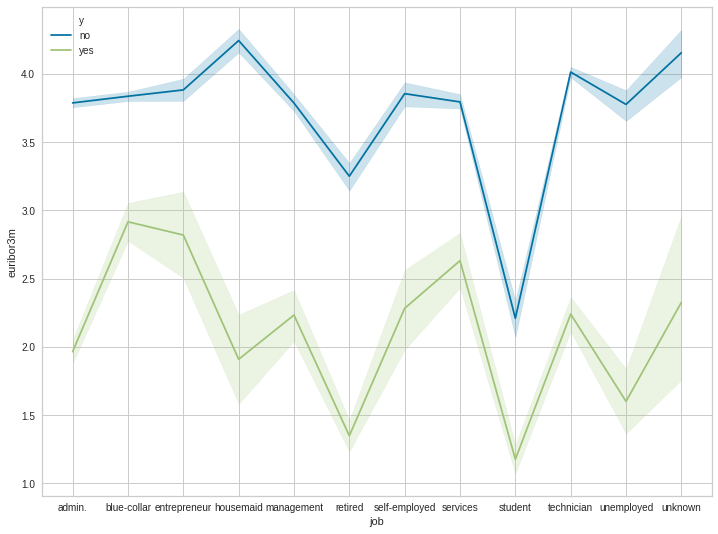 y
no
yes
4.0
3.5
3.0
2.5
2.0
1.5
1.0
euribor3m
admin. blue-collar entrepreneur housemaid management retired self-employed services student technician unemployed unknown
job